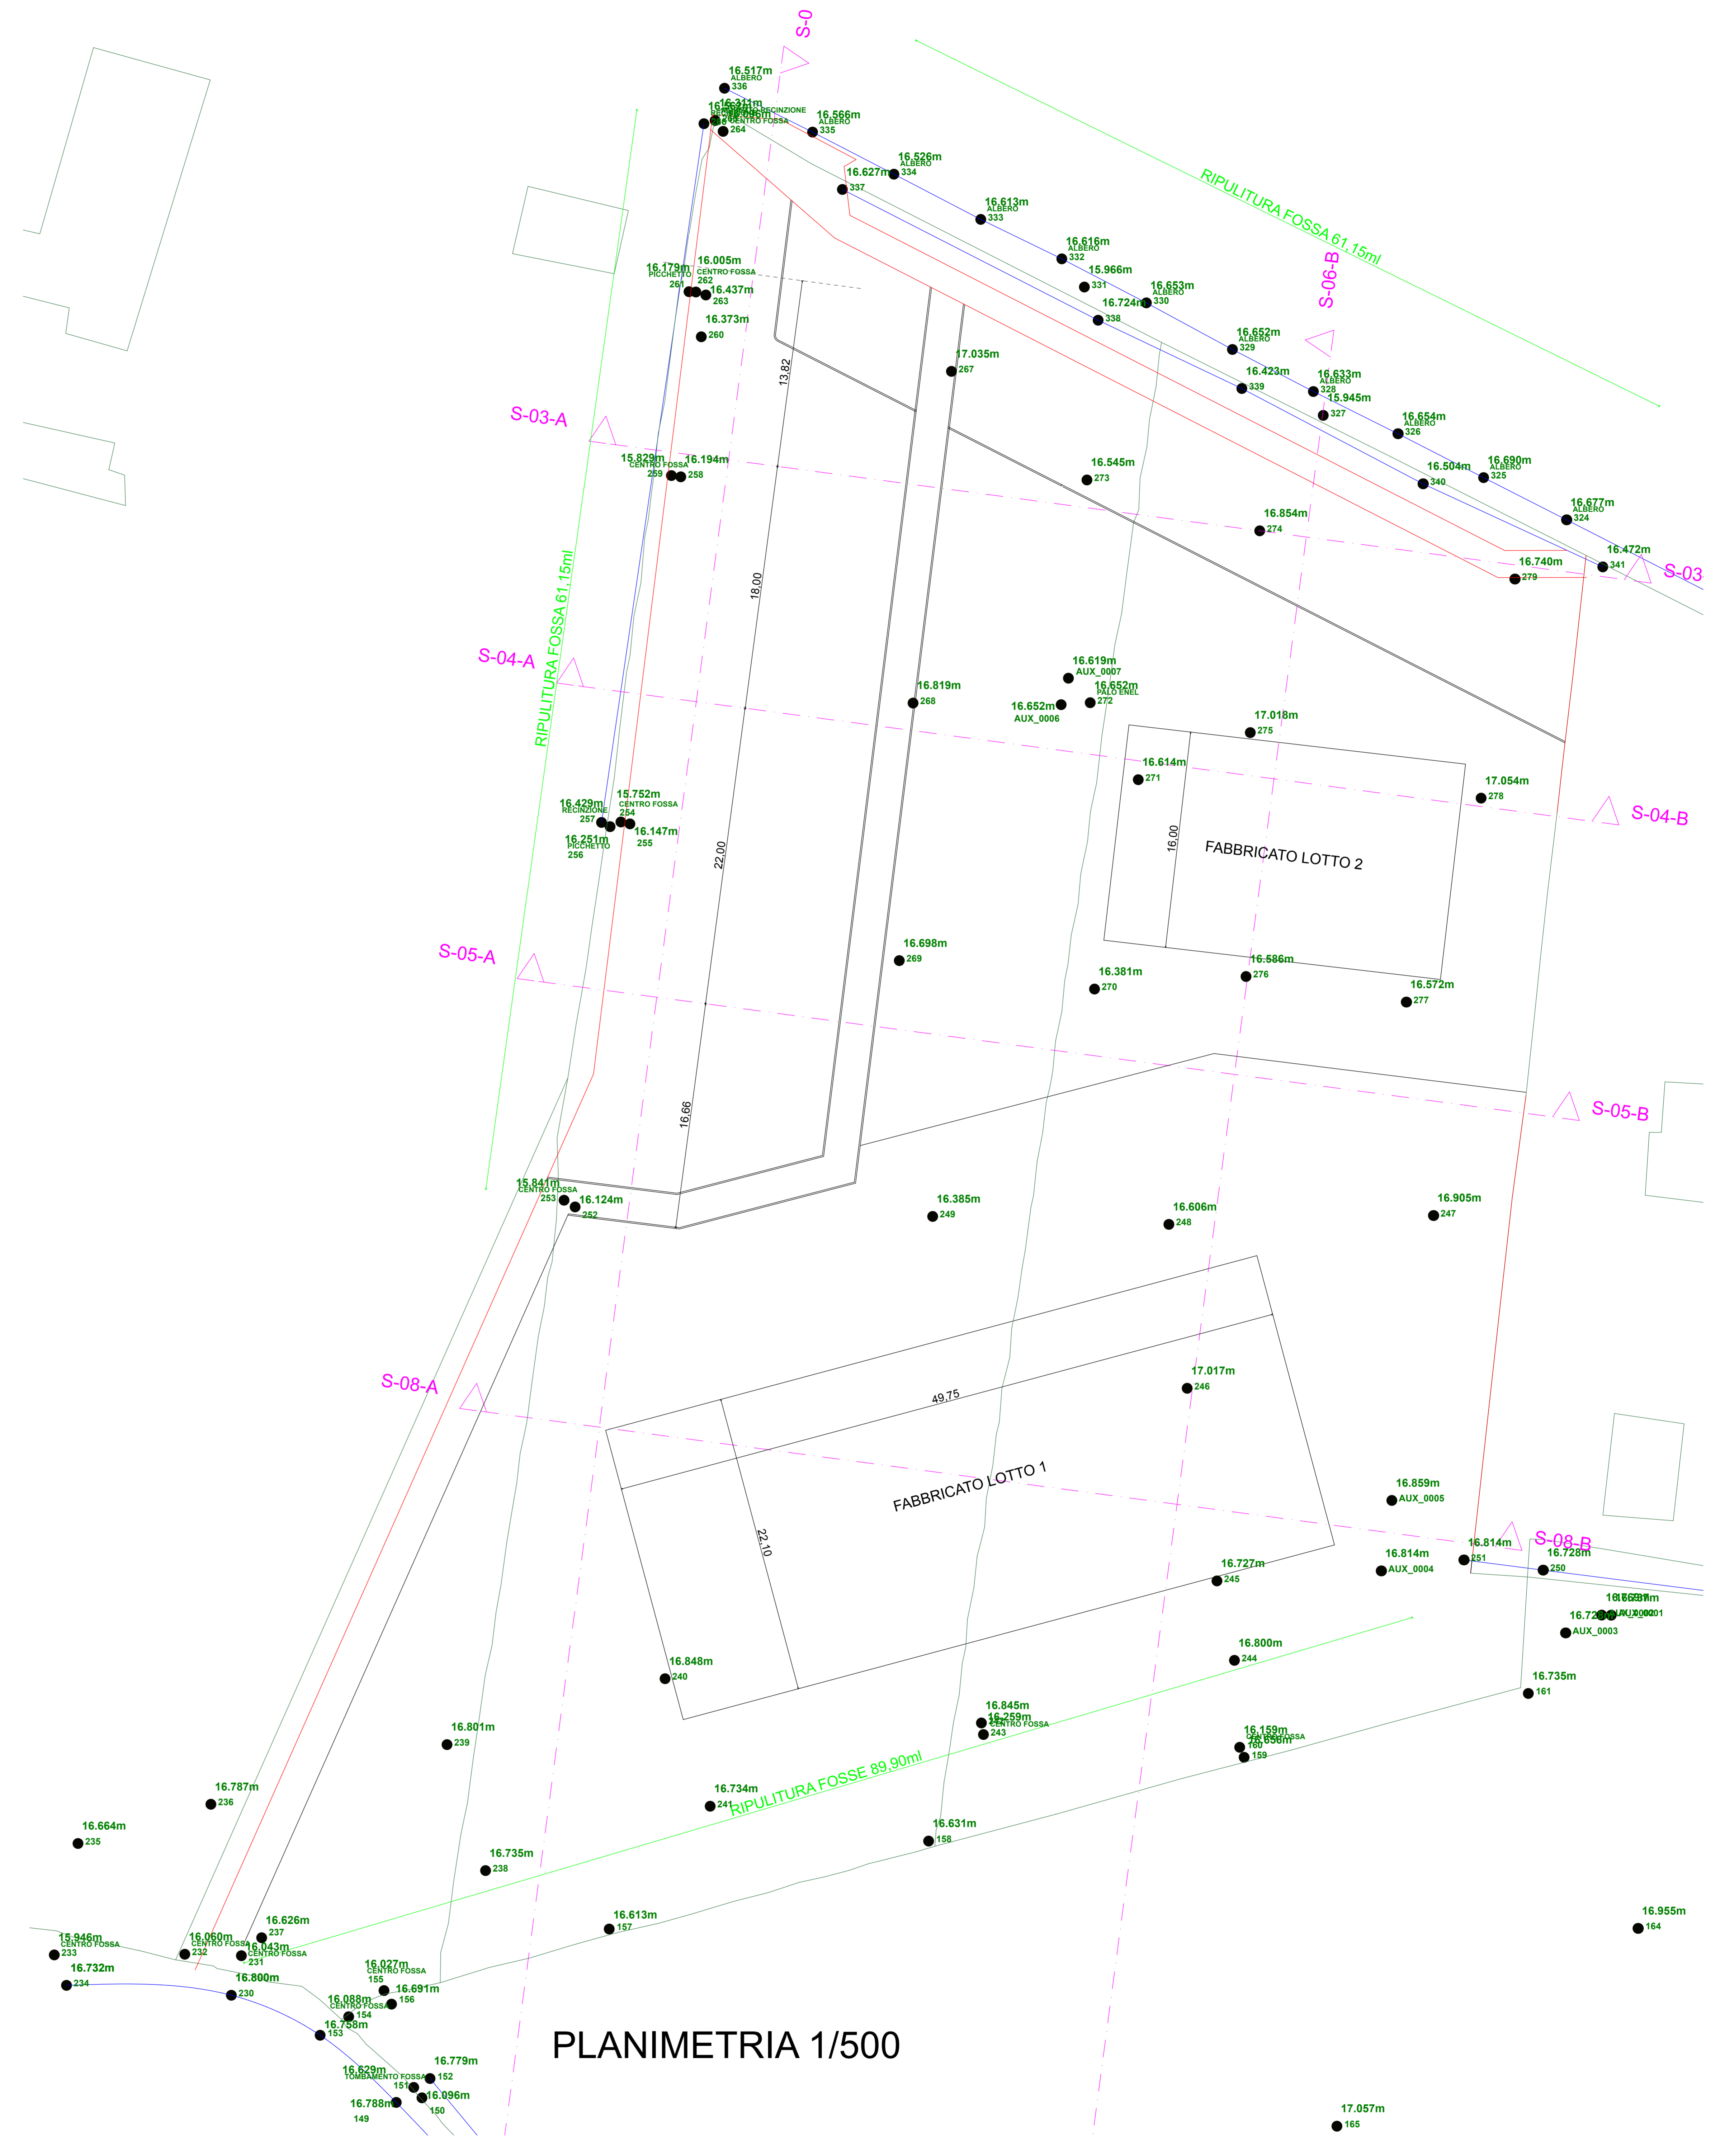 S-0
16.517m
ALBERO
336
16.311m
RECINZIONE
CENTRO FOSSA
264
16.566m
ALBERO
335
16.526m
ALBERO
334
16.627m
337
16.613m
ALBERO
333
RIPULITURA FOSSA 61,15ml
16.616m
ALBERO
332
15.966m
331
S-06-B
16.653m
ALBERO
330
16.724m
338
16.179m
PICCHETTO
261
16.005m
CENTRO FOSSA
262
16.437m
263
16.373m
260
16.652m
ALBERO
329
13,82
17.035m
267
16.423m
339
16.633m
ALBERO
328
15.945m
327
S-03-A
16.654m
326
15.829m
CENTRO FOSSA
259
16.194m
258
16.545m
273
16.504m
340
16.690m
ALBERO
325
16.677m
ALBERO
324
16.854m
274
16.472m
341
16.740m
279
S-03
18,00
RIPULITURA FOSSA 61,15ml
S-04-A
16.619m
AUX_0007
16.819m
268
16.652m
AUX_0006
16.652m
PALO ENEL
272
17.018m
275
16.614m
271
17.054m
278
S-04-B
16.429m
RECINZIONE
257
15.752m
CENTRO FOSSA
254
16.147m
255
16.251m
PICCHETTO
256
22,00
16,00
FABBRICATO LOTTO 2
S-05-A
16.698m
269
16.381m
270
16.586m
276
16.572m
277
16,66
S-05-B
15.841m
CENTRO FOSSA
253
16.124m
252
16.385m
249
16.606m
248
16.905m
247
S-08-A
17.017m
246
49,75
FABBRICATO LOTTO 1
22,10
16.859m
AUX_0005
S-08-B
16.814m
251
16.728m
250
16.814m
AUX_0004
16.727m
245
AUX_0003
16.848m
240
16.800m
244
16.735m
161
16.845m
16.259m
CENTRO FOSSA
243
16.159m
CENTRO FOSSA
160
16.656m
159
16.801m
239
RIPULITURA FOSSE 89,90ml
16.787m
236
16.734m
241
16.664m
235
16.631m
158
16.735m
238
16.613m
157
16.955m
164
16.626m
237
15.946m
CENTRO FOSSA
233
16.060m
CENTRO FOSSA
232
16.043m
CENTRO FOSSA
231
16.732m
234
16.800m
230
16.027m
CENTRO FOSSA
155
16.691m
156
16.088m
CENTRO FOSSA
154
16.758m
153
PLANIMETRIA 1/500
16.629m
TOMBAMENTO FOSSA
151
16.779m
152
16.096m
150
16.788m
149
17.057m
165